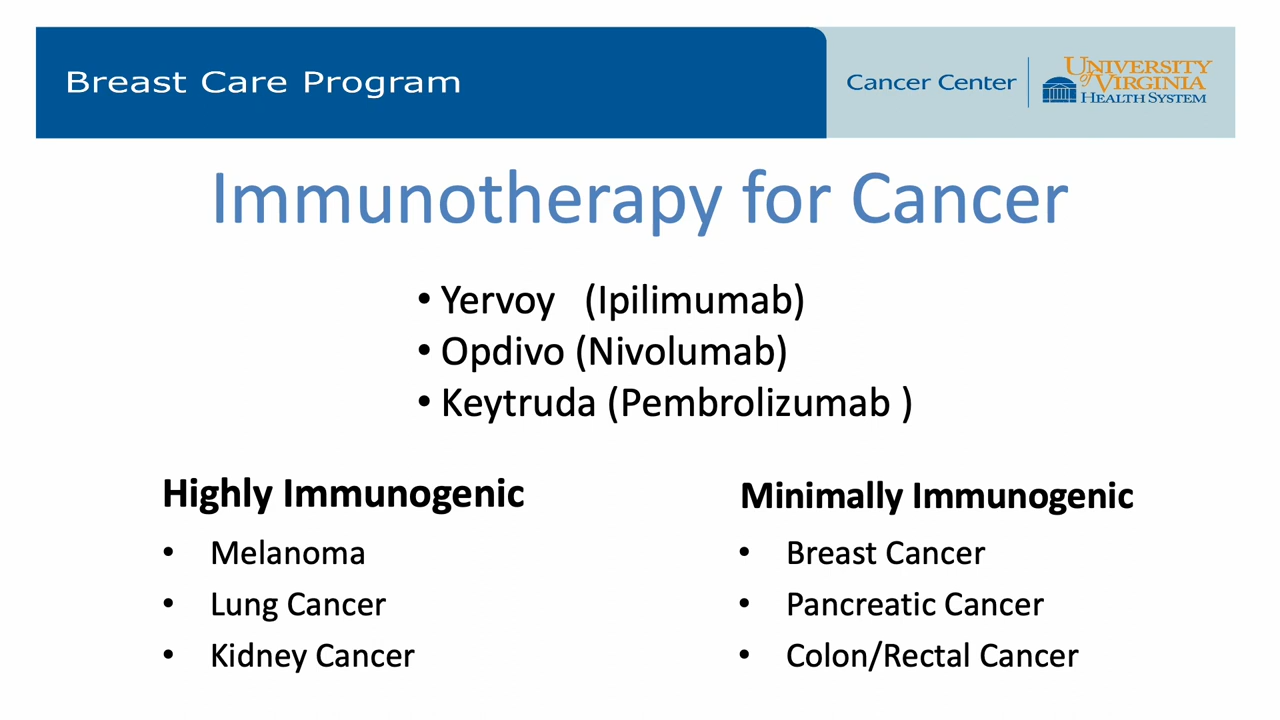 Breast Care Program
Cancer Center
UNIVERSITY
of VIRGINIA
HEALTH SYSTEM
Immunotherapy for Cancer
• Yervoy (Ipilimumab)
• Opdivo (Nivolumab)
• Keytruda (Pembrolizumab )
Highly Immunogenic
• Melanoma
• Lung Cancer
• Kidney Cancer
Minimally Immunogenic
• Breast Cancer
• Pancreatic Cancer
• Colon/Rectal Cancer